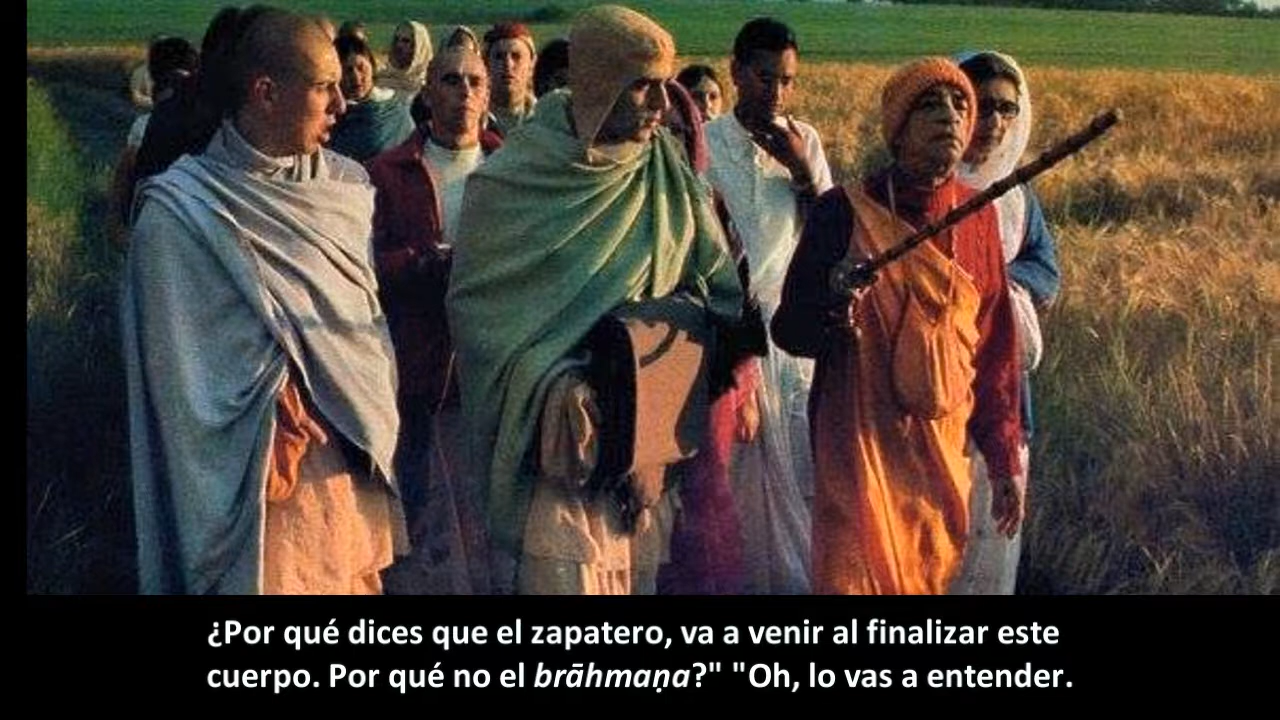 ¿Por qué dices que el zapatero, va a venir al finalizar este
cuerpo. Por qué no el brāhmaṇa?" "Oh, lo vas a entender.